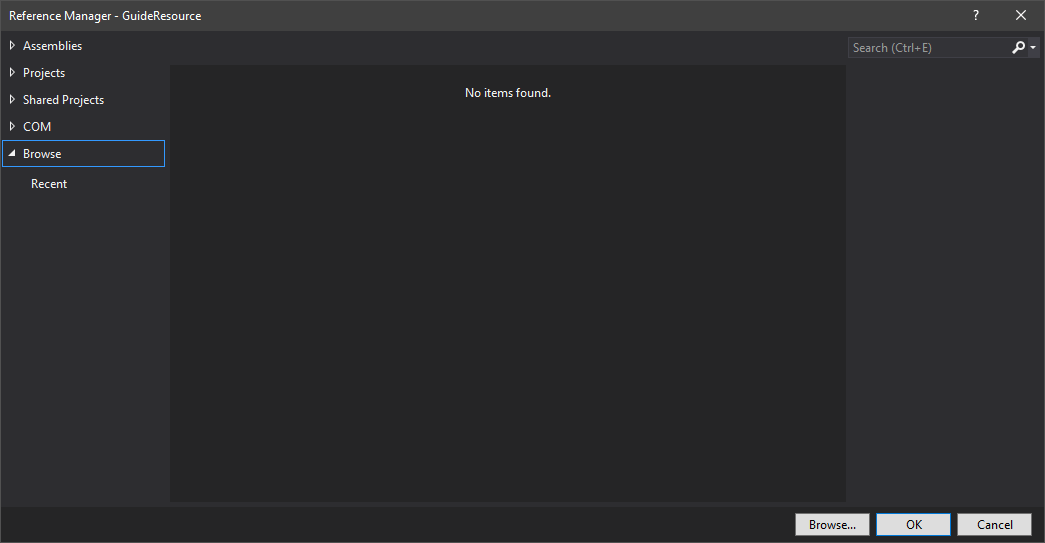 Reference Manager - GuideResource
?
Assemblies
Search (Ctrl+E)
Projects
No items found.
Shared Projects
COM
Browse
Recent
Browse...
OK
Cancel